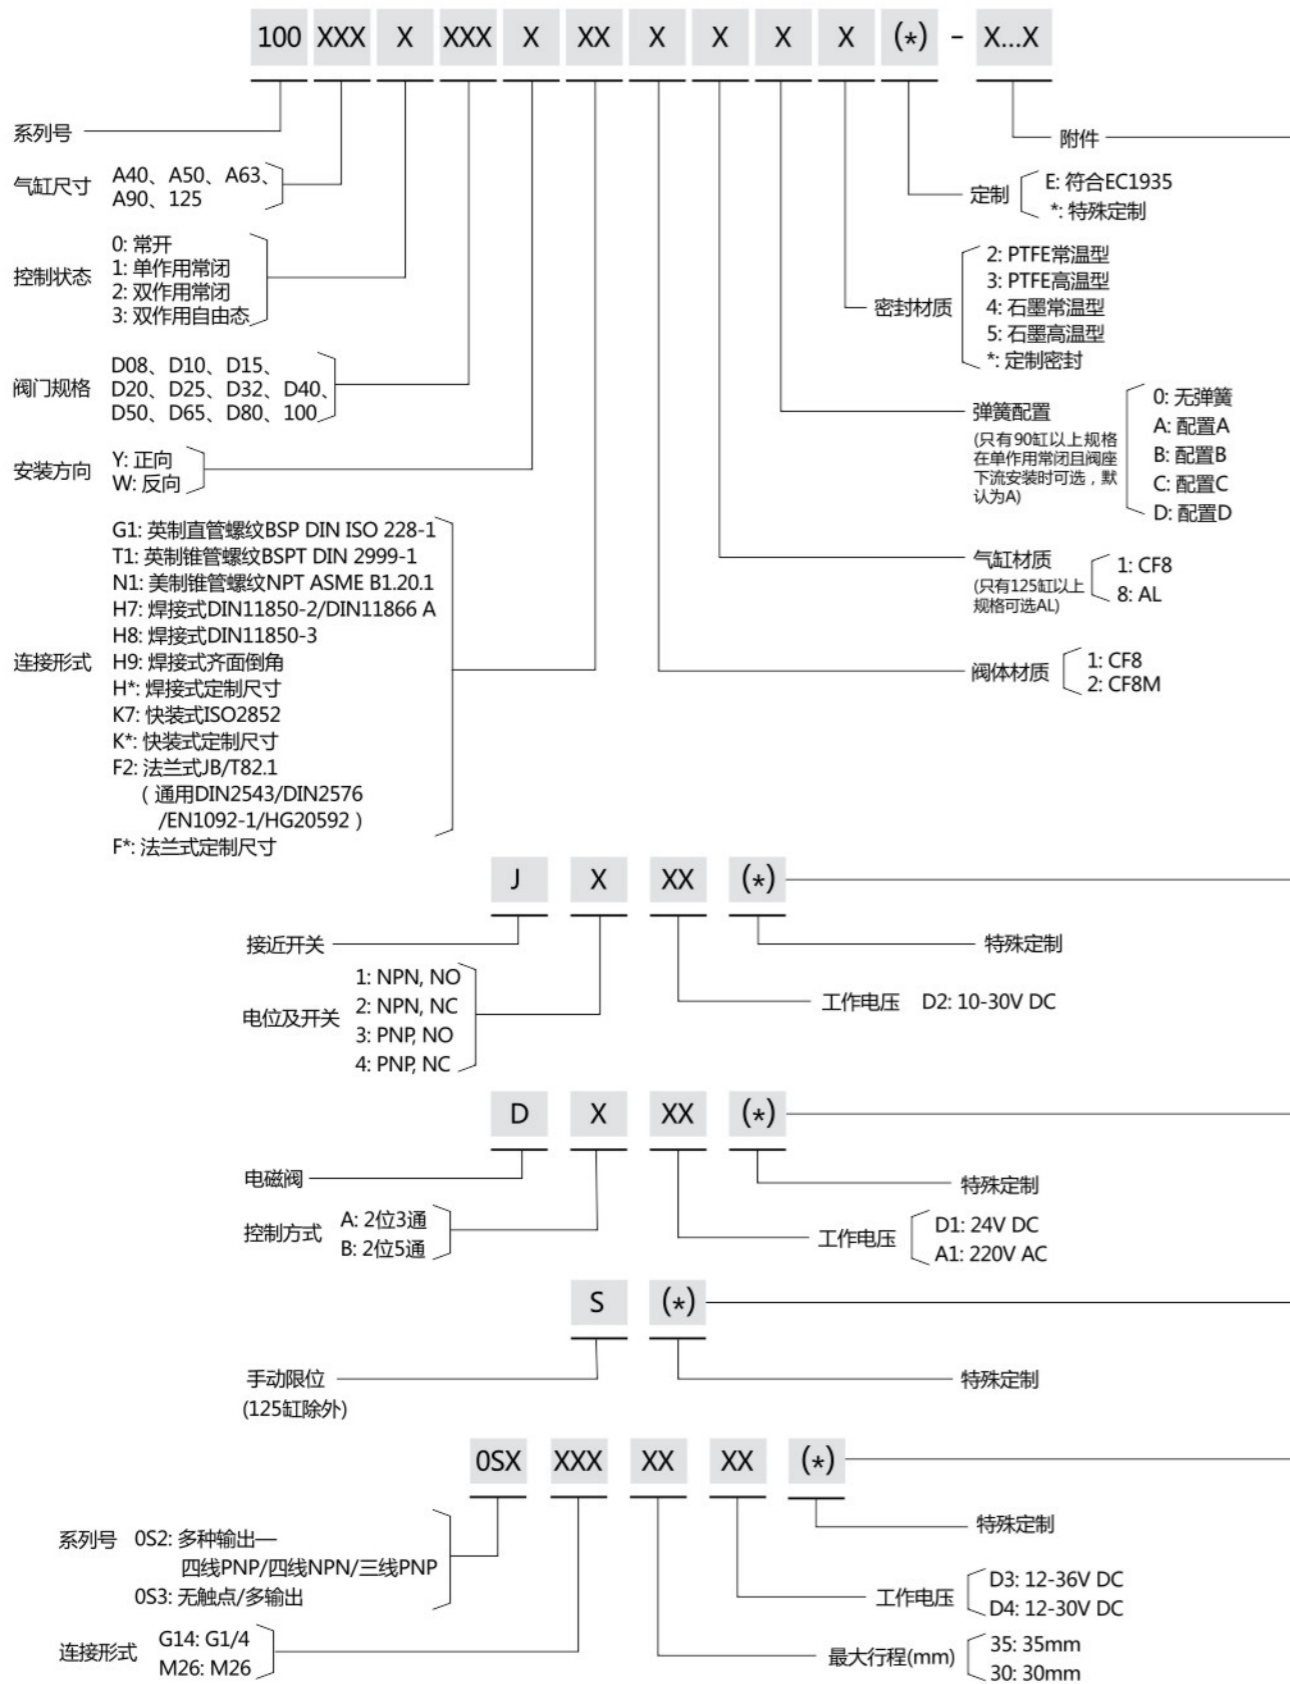 100 XXX X XXX X XX X X X X (*) - X...X
系列号
附件
气缸尺寸
A40、A50、A63、
A90、125
定制
E: 符合EC1935
*: 特殊定制
控制状态
0: 常开
1: 单作用常闭
2: 双作用常闭
3: 双作用自由态
密封材质
2: PTFE常温型
3: PTFE高温型
4: 石墨常温型
5: 石墨高温型
*: 定制密封
阀门规格
D08、D10、D15、
D20、D25、D32、D40、
D50、D65、D80、100
弹簧配置
(只有90缸以上规格
在单作用常闭且阀座
下流安装时可选，默
认为A)
0: 无弹簧
A: 配置A
B: 配置B
C: 配置C
D: 配置D
安装方向
Y: 正向
W: 反向
连接形式
G1: 英制直管螺纹BSP DIN ISO 228-1
T1: 英制锥管螺纹BSPT DIN 2999-1
N1: 美制锥管螺纹NPT ASME B1.20.1
H7: 焊接式DIN11850-2/DIN11866 A
H8: 焊接式DIN11850-3
H9: 焊接式齐面倒角
H*: 焊接式定制尺寸
K7: 快装式ISO2852
K*: 快装式定制尺寸
F2: 法兰式JB/T82.1
（通用DIN2543/DIN2576
/EN1092-1/HG20592）
F*: 法兰式定制尺寸
气缸材质
(只有125缸以上
规格可选AL)
1: CF8
8: AL
阀体材质
1: CF8
2: CF8M
J X XX (*)
接近开关
特殊定制
电位及开关
1: NPN, NO
2: NPN, NC
3: PNP, NO
4: PNP, NC
工作电压 D2: 10-30V DC
D X XX (*)
电磁阀
特殊定制
控制方式
A: 2位3通
B: 2位5通
工作电压
D1: 24V DC
A1: 220V AC
S (*)
手动限位
(125缸除外)
特殊定制
0SX XXX XX XX (*)
系列号
0S2: 多种输出—
四线PNP/四线NPN/三线PNP
0S3: 无触点/多输出
特殊定制
工作电压
D3: 12-36V DC
D4: 12-30V DC
连接形式
G14: G1/4
M26: M26
最大行程(mm)
35: 35mm
30: 30mm